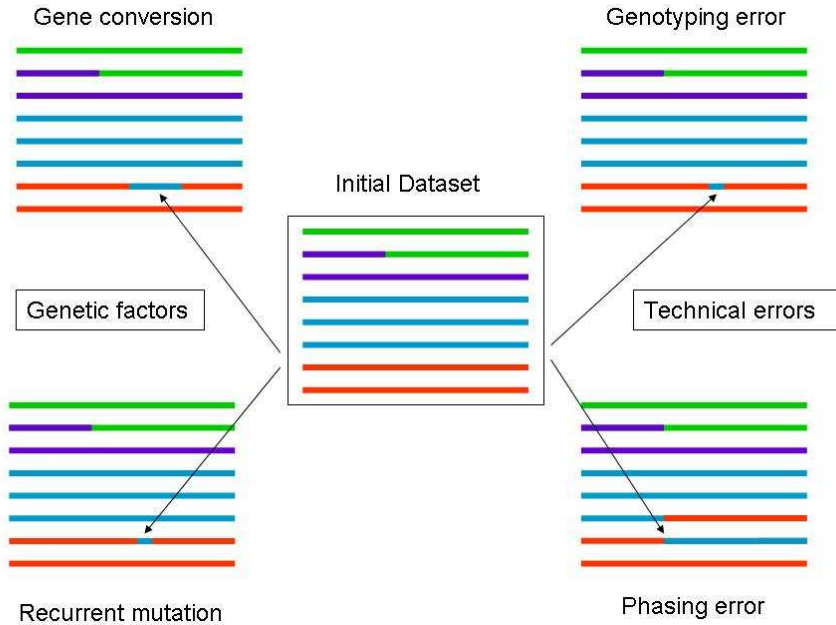 Gene conversion
Genotyping error
Initial Dataset
Genetic factors
Technical errors
Recurrent mutation
Phasing error